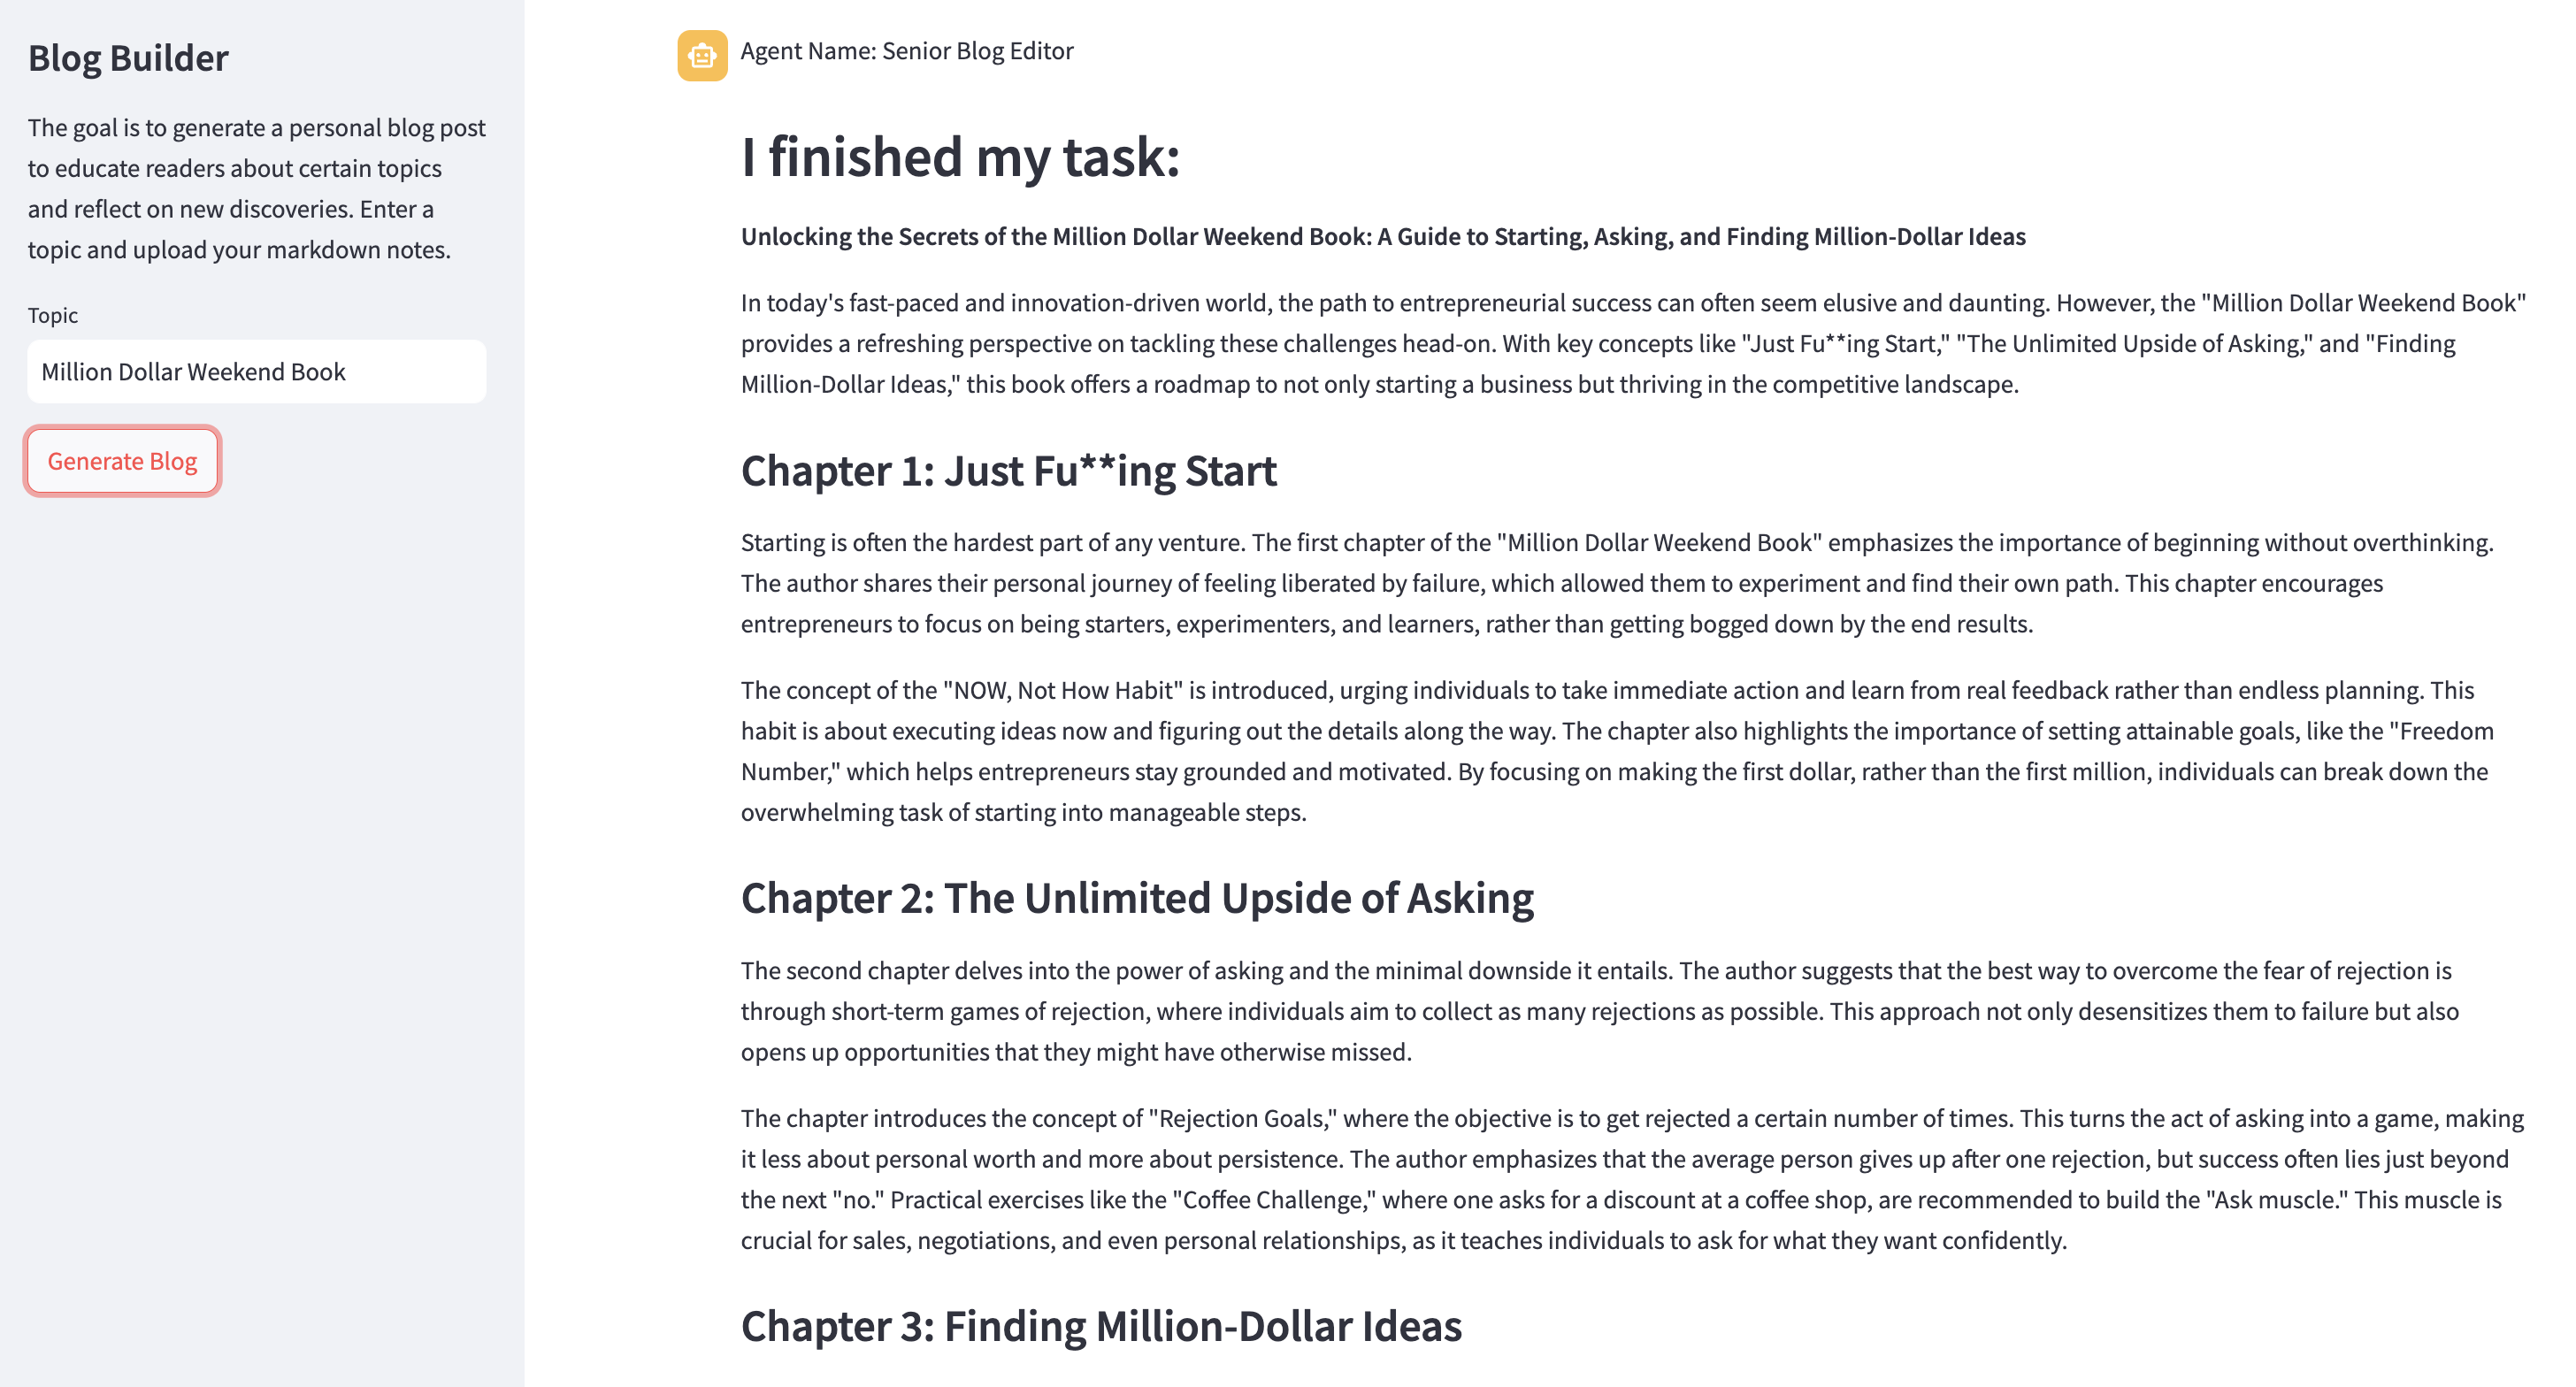 Blog Builder
The goal is to generate a personal blog post
to educate readers about certain topics
and reflect on new discoveries. Enter a
topic and upload your markdown notes.
Topic
Million Dollar Weekend Book
Generate Blog
Agent Name: Senior Blog Editor
I finished my task:
Unlocking the Secrets of the Million Dollar Weekend Book: A Guide to Starting, Asking, and Finding Million-Dollar Ideas
In today's fast-paced and innovation-driven world, the path to entrepreneurial success can often seem elusive and daunting. However, the "Million Dollar Weekend Book"
provides a refreshing perspective on tackling these challenges head-on. With key concepts like "Just Fu**ing Start," "The Unlimited Upside of Asking," and "Finding
Million-Dollar Ideas," this book offers a roadmap to not only starting a business but thriving in the competitive landscape.
Chapter 1: Just Fu**ing Start
Starting is often the hardest part of any venture. The first chapter of the "Million Dollar Weekend Book" emphasizes the importance of beginning without overthinking.
The author shares their personal journey of feeling liberated by failure, which allowed them to experiment and find their own path. This chapter encourages
entrepreneurs to focus on being starters, experimenters, and learners, rather than getting bogged down by the end results.
The concept of the "NOW, Not How Habit" is introduced, urging individuals to take immediate action and learn from real feedback rather than endless planning. This
habit is about executing ideas now and figuring out the details along the way. The chapter also highlights the importance of setting attainable goals, like the "Freedom
Number," which helps entrepreneurs stay grounded and motivated. By focusing on making the first dollar, rather than the first million, individuals can break down the
overwhelming task of starting into manageable steps.
Chapter 2: The Unlimited Upside of Asking
The second chapter delves into the power of asking and the minimal downside it entails. The author suggests that the best way to overcome the fear of rejection is
through short-term games of rejection, where individuals aim to collect as many rejections as possible. This approach not only desensitizes them to failure but also
opens up opportunities that they might have otherwise missed.
The chapter introduces the concept of "Rejection Goals," where the objective is to get rejected a certain number of times. This turns the act of asking into a game, making
it less about personal worth and more about persistence. The author emphasizes that the average person gives up after one rejection, but success often lies just beyond
the next "no." Practical exercises like the "Coffee Challenge," where one asks for a discount at a coffee shop, are recommended to build the "Ask muscle." This muscle is
crucial for sales, negotiations, and even personal relationships, as it teaches individuals to ask for what they want confidently.
Chapter 3: Finding Million-Dollar Ideas